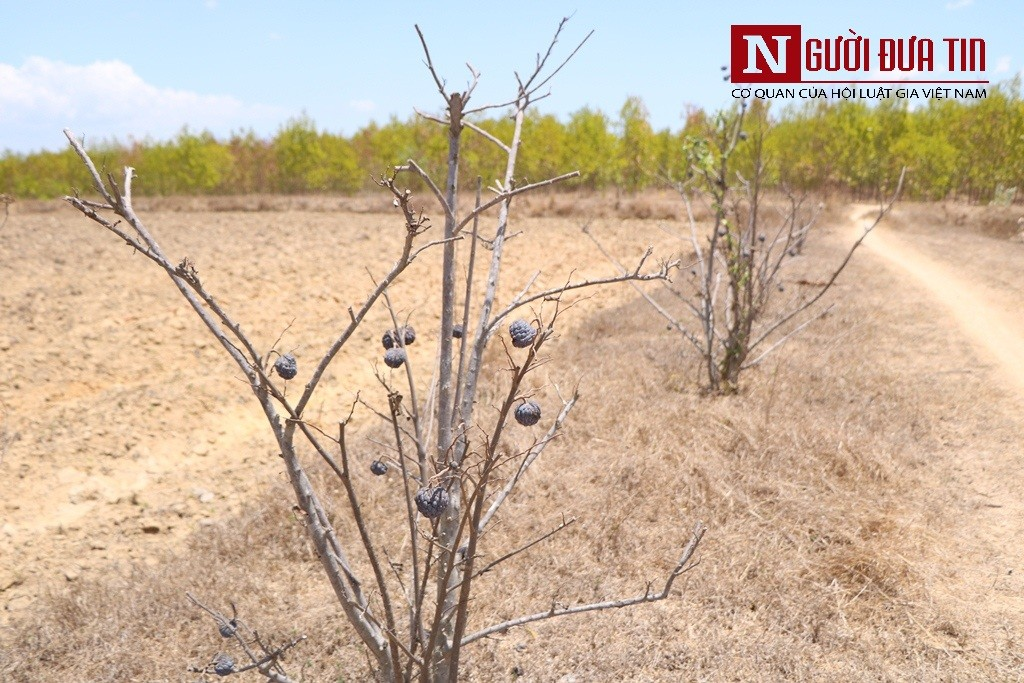 NGƯỜI ĐƯA TIN
CƠ QUAN CỦA HỘI LUẬT GIA VIỆT NAM